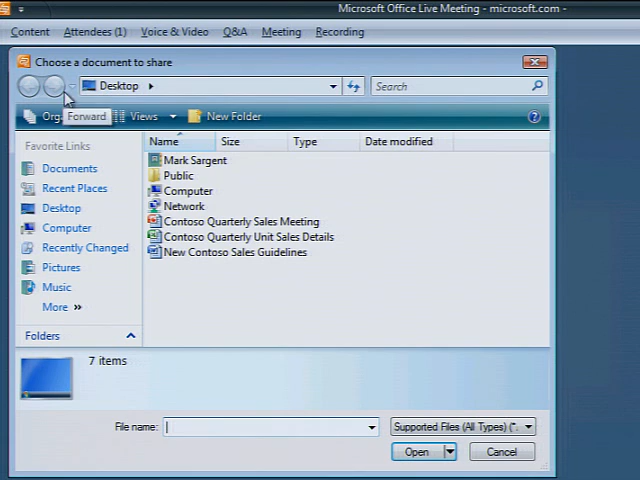 Microsoft Office Live Meeting - microsoft.com -
Content Attendees (1) Voice & Video Q&A Meeting Recording
Choose a document to share
Desktop
Search
Views New Folder
Forward
Favorite Links
Documents
Recent Places
Desktop
Computer
Recently Changed
Pictures
Music
More »
Folders
Name Size Type Date modified
Mark Sargent
Public
Computer
Network
Contoso Quarterly Sales Meeting
Contoso Quarterly Unit Sales Details
New Contoso Sales Guidelines
7 items
File name:
Supported Files (All Types) (*.
Open Cancel